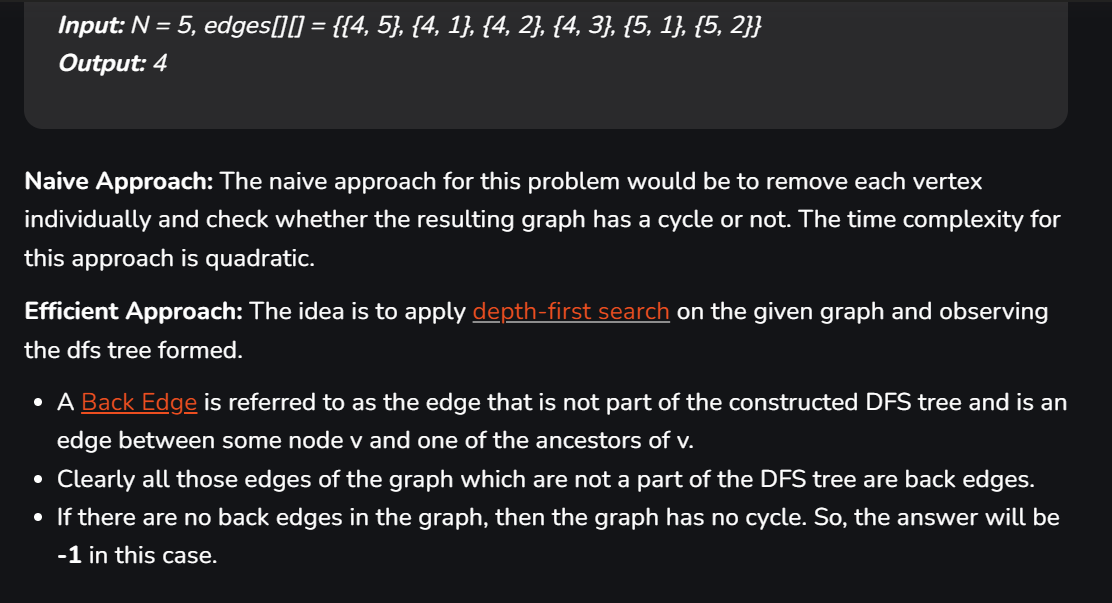 Input: N = 5, edges[][] = {{4, 5}, {4, 1}, {4, 2}, {4, 3}, {5, 1}, {5, 2}}
Output: 4
Naive Approach: The naive approach for this problem would be to remove each vertex
individually and check whether the resulting graph has a cycle or not. The time complexity for
this approach is quadratic.
Efficient Approach: The idea is to apply depth-first search on the given graph and observing
the dfs tree formed.
• A Back Edge is referred to as the edge that is not part of the constructed DFS tree and is an
edge between some node v and one of the ancestors of v.
• Clearly all those edges of the graph which are not a part of the DFS tree are back edges.
• If there are no back edges in the graph, then the graph has no cycle. So, the answer will be
-1 in this case.